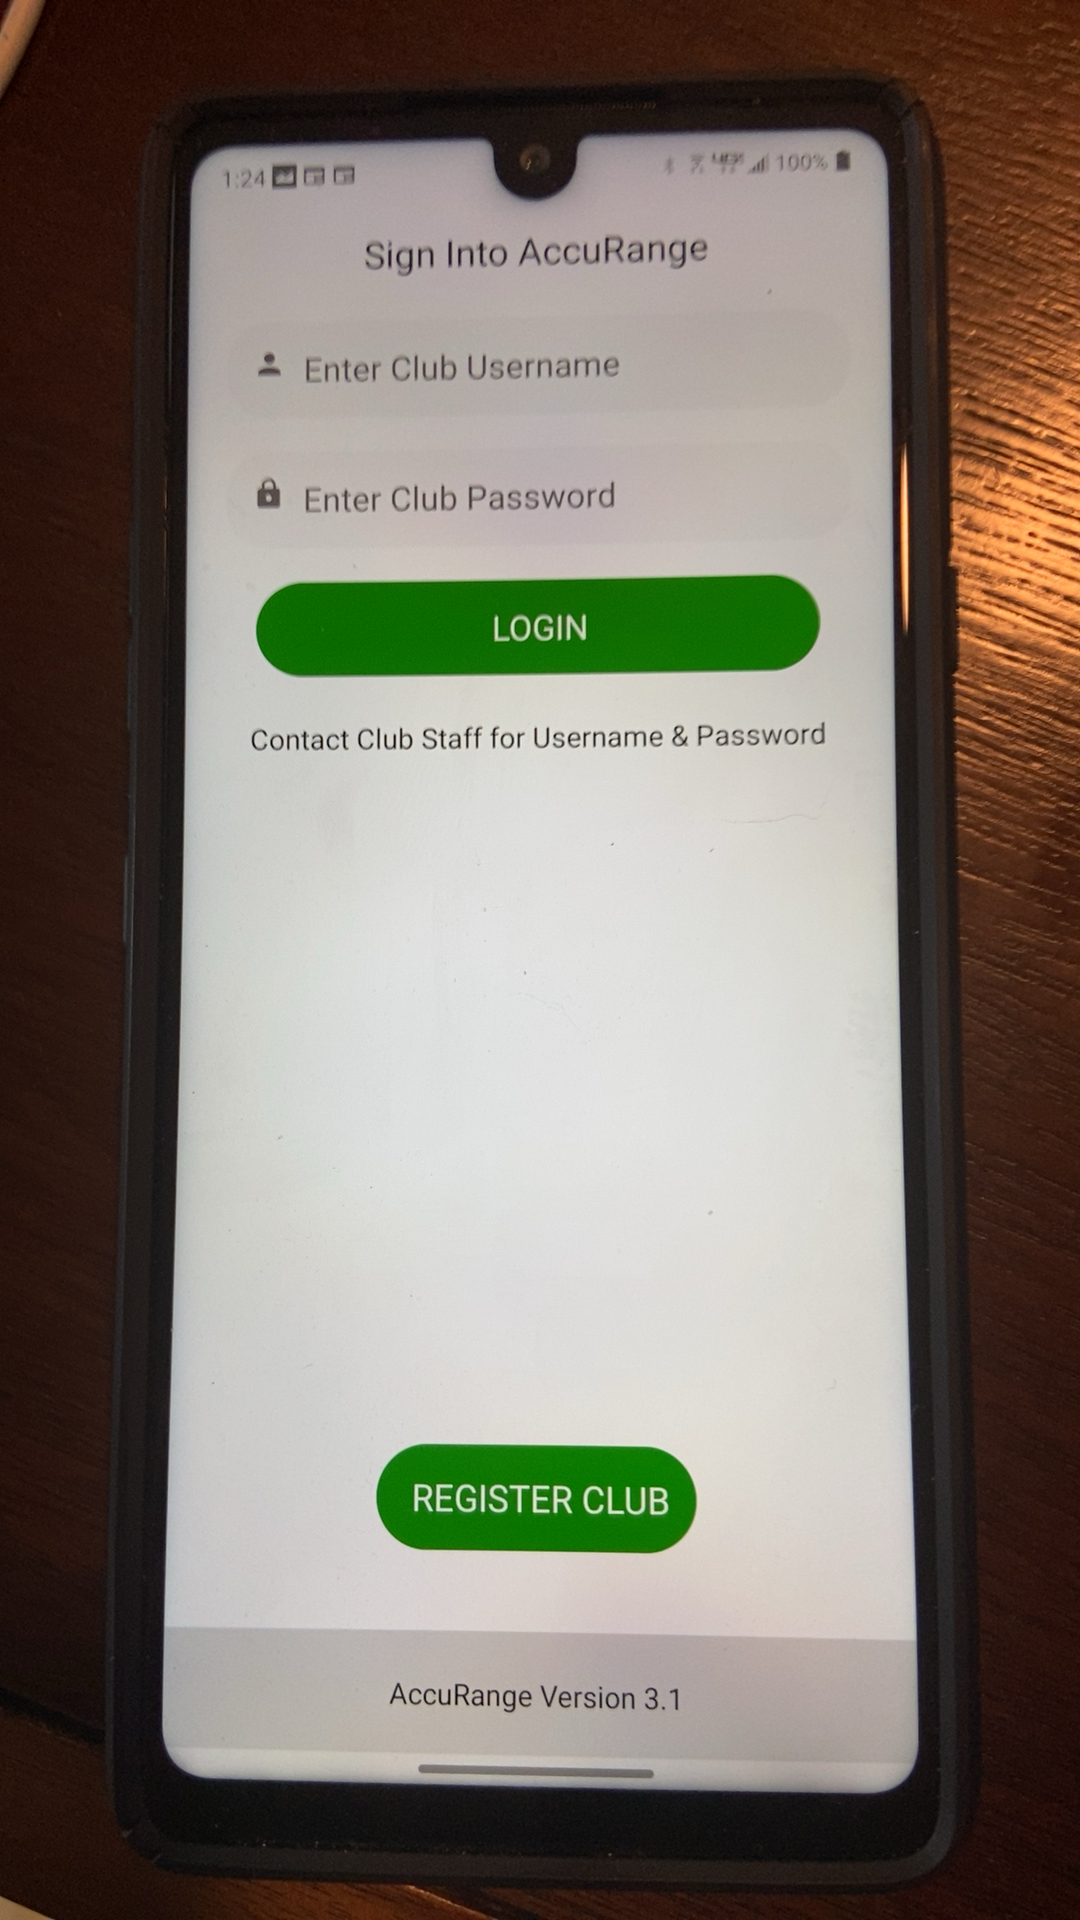 1:24 100%
Sign Into AccuRange
Enter Club Username
Enter Club Password
LOGIN
Contact Club Staff for Username & Password
REGISTER CLUB
AccuRange Version 3.1